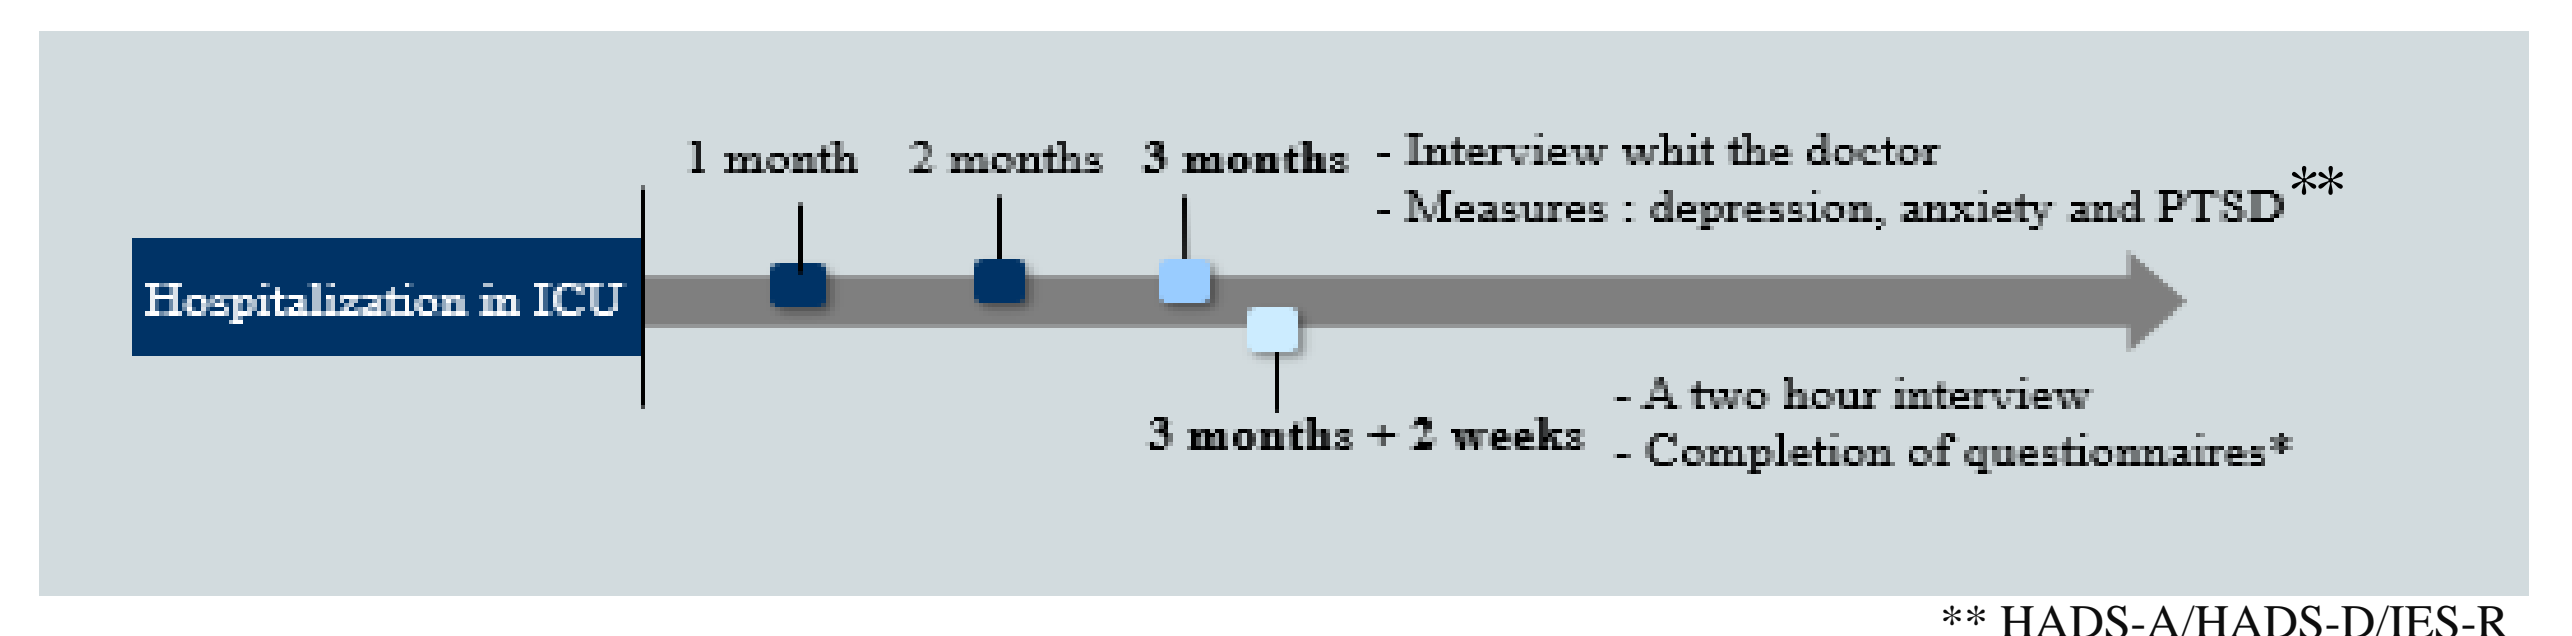 1 month
2 months
3 months
- Interview whit the doctor
- Measures : depression, anxiety and PTSD**
Hospitalization in ICU
3 months + 2 weeks
- A two hour interview
- Completion of questionnaires*
** HADS-A/HADS-D/IES-R